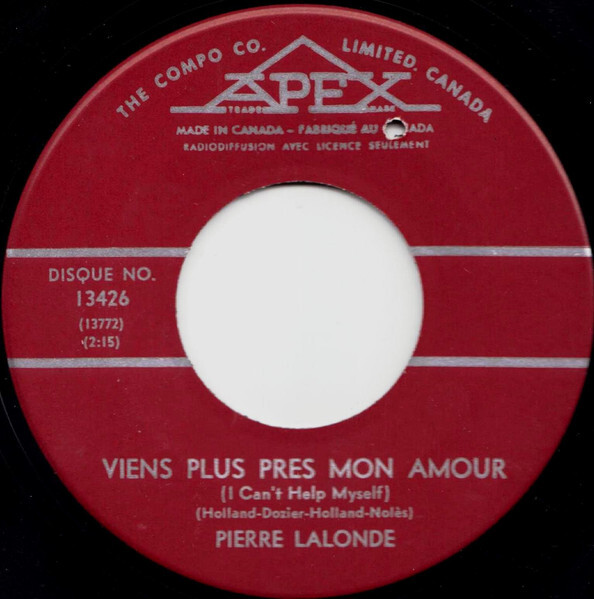 THE COMPO CO. LIMITED. CANADA
APEX
TRADE MARK
MADE IN CANADA – FABRIQUÉ AU
RADIODIFFUSION AVEC LICENCE SEULEMENT
DISQUE NO.
13426
(13772)
(2:15)
VIENS PLUS PRES MON AMOUR
(I Can't Help Myself)
(Holland-Dozier-Holland-Nolès)
PIERRE LALONDE